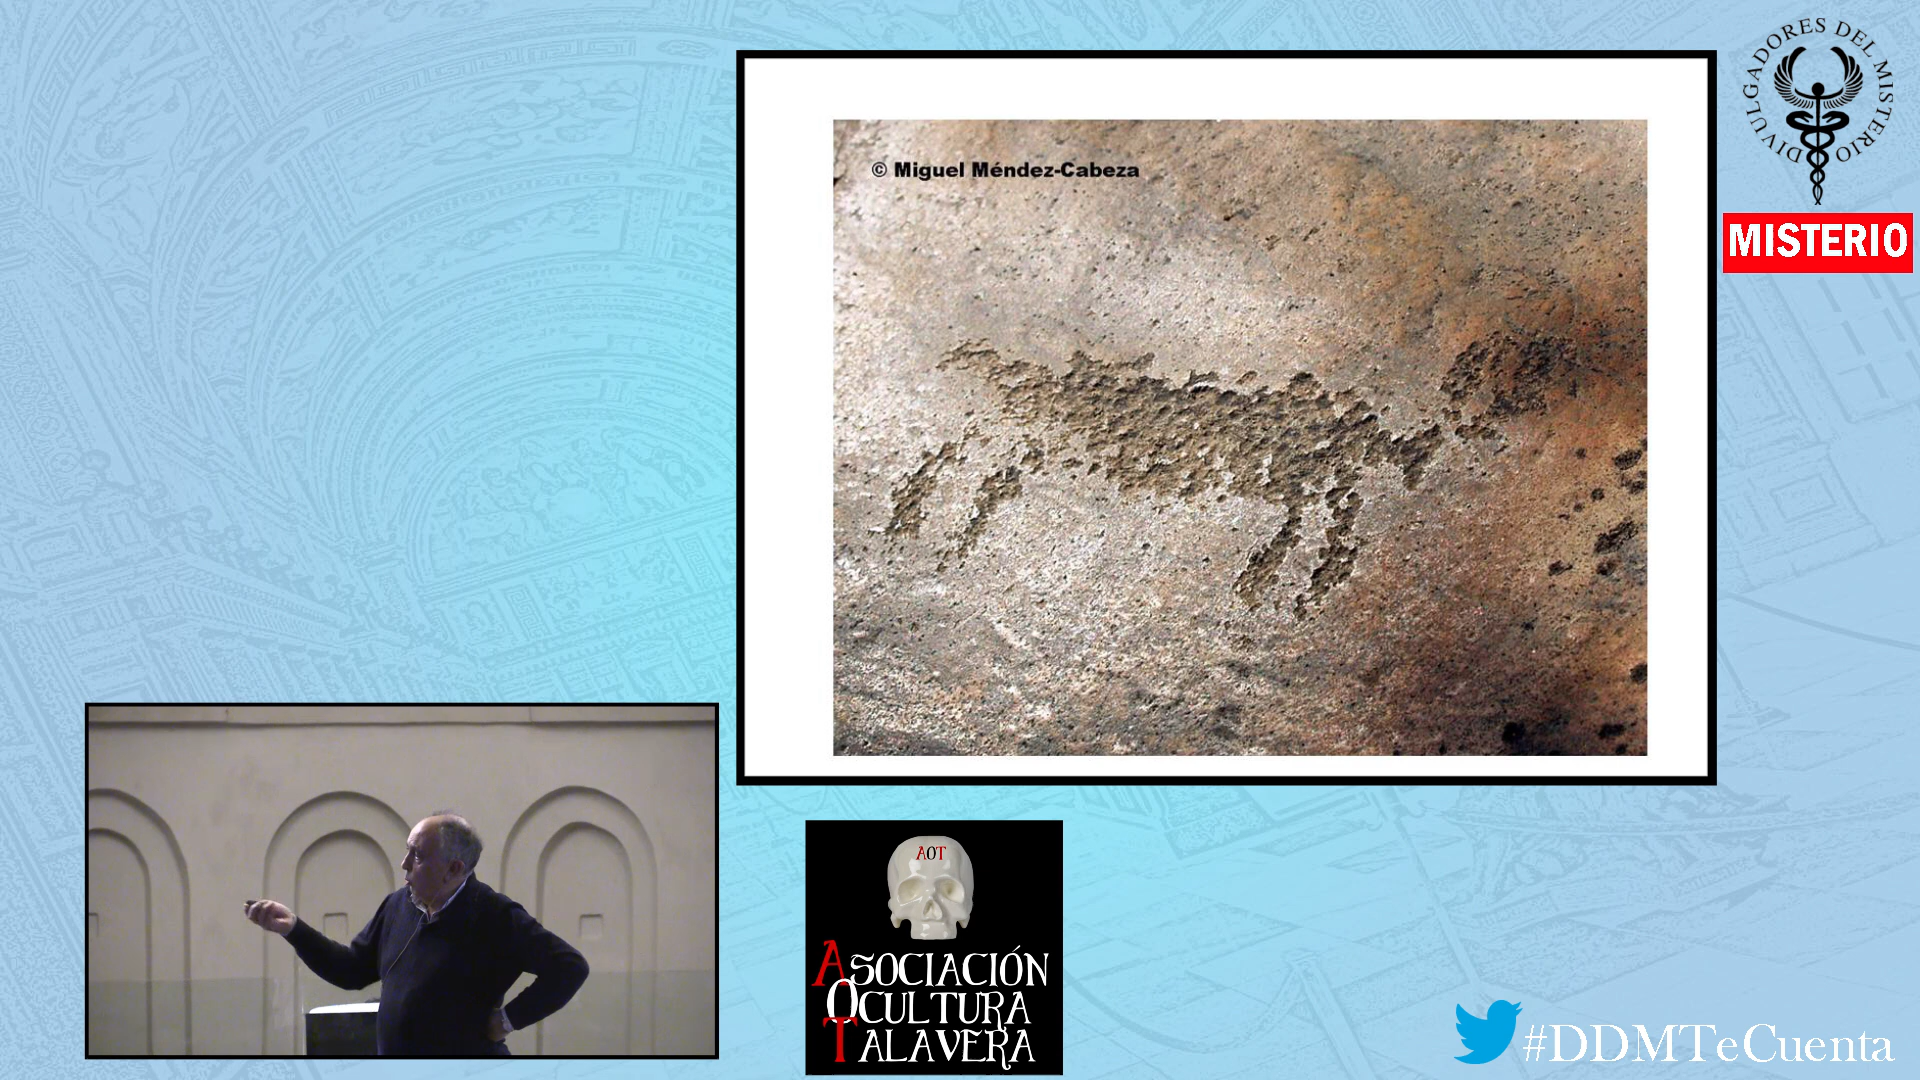 © Miguel Méndez-Cabeza
DIVULGADORES DEL MISTERIO
MISTERIO
AOT
ASOCIACIÓN
OCULTURA
TALAVERA
#DDMTeCuenta